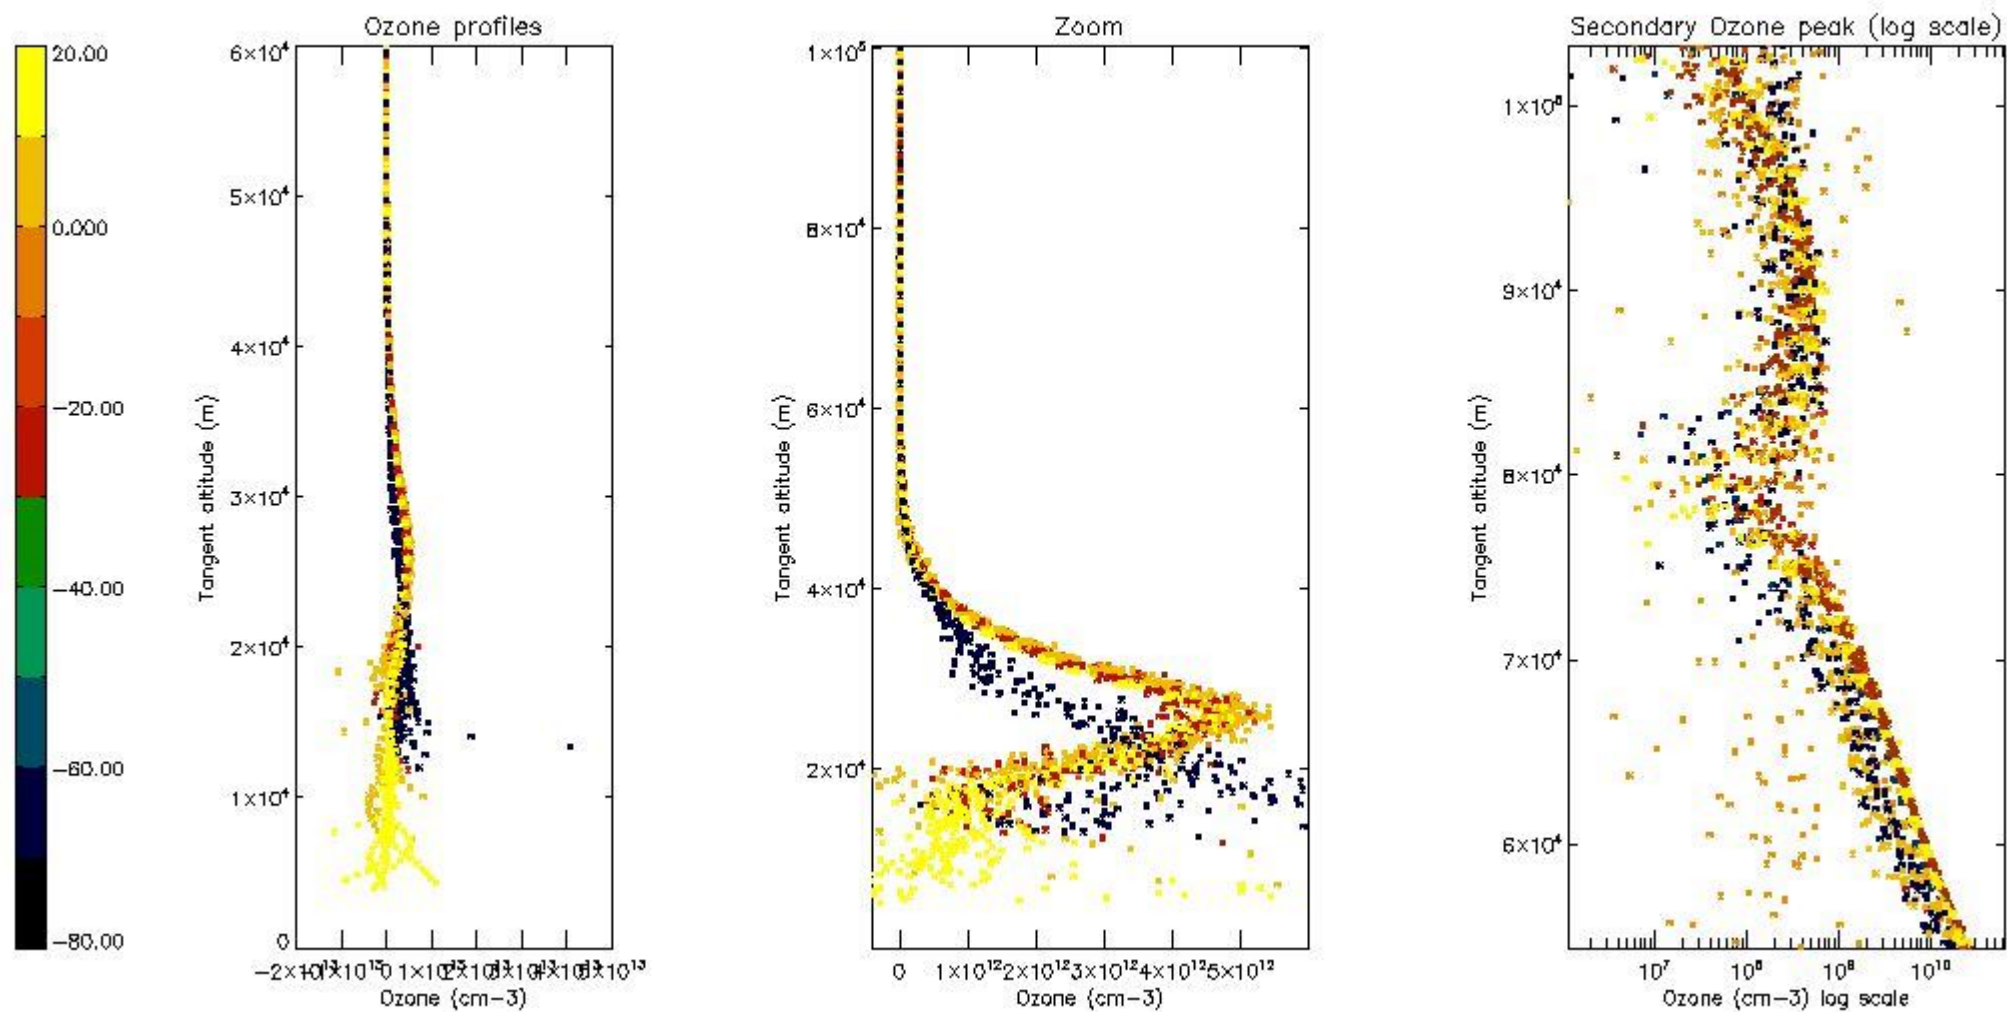 Ozone profiles
Zoom
Secondary Ozone peak (log scale)
20.00
0.000
−20.00
−40.00
−60.00
−80.00
6×10⁴
5×10⁴
4×10⁴
3×10⁴
2×10⁴
1×10⁴
0
Tangent altitude (m)
0
Ozone (cm−3)
1×10⁵
8×10⁴
6×10⁴
4×10⁴
2×10⁴
Tangent altitude (m)
0 1×10¹² 2×10¹² 3×10¹² 4×10¹² 5×10¹²
Ozone (cm−3)
9×10⁴
8×10⁴
7×10⁴
6×10⁴
Tangent altitude (m)
10⁷ 10⁸ 10⁹ 10¹⁰
Ozone (cm−3) log scale